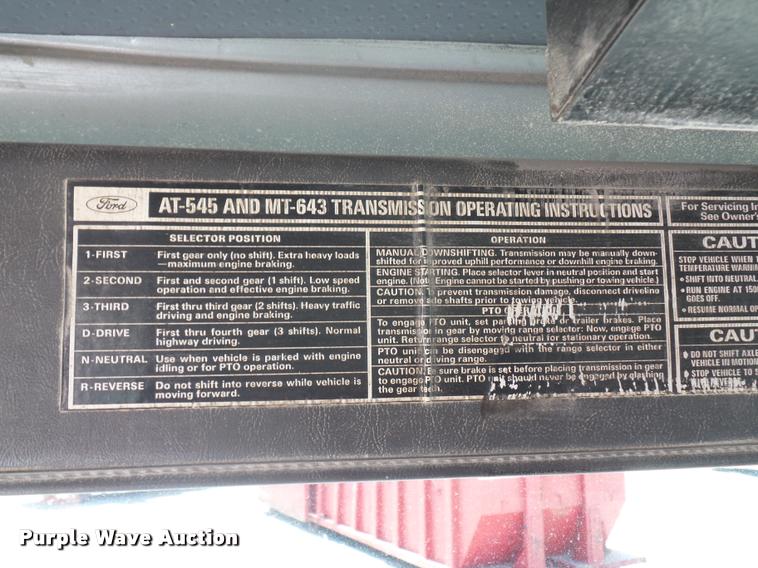 Ford
AT-545 AND MT-643 TRANSMISSION OPERATING INSTRUCTIONS
SELECTOR POSITION
1-FIRST First gear only (no shift). Extra heavy loads
—maximum engine braking.
2-SECOND First and second gear (1 shift). Low speed
operation and effective engine braking.
3-THIRD First thru third gear (2 shifts). Heavy traffic
driving and engine braking.
D-DRIVE First thru fourth gear (3 shifts). Normal
highway driving.
N-NEUTRAL Use when vehicle is parked with engine
idling or for PTO operation.
R-REVERSE Do not shift into reverse while vehicle is
moving forward.
OPERATION
MANUAL DOWNSHIFTING. Transmission may be manually down-
shifted for improved uphill performance or downhill engine braking.
ENGINE STARTING. Place selector lever in neutral position and start
engine. (Note: Engine cannot be started by pushing or towing vehicle.)
CAUTION. To prevent transmission damage, disconnect driveline
or remove axle shafts prior to towing vehicle.
PTO
To engage PTO unit, set parking brake or trailer brakes. Place
transmission in gear by moving range selector: Now, engage PTO
unit. Return range selector to neutral for stationary operation.
PTO unit can be disengaged with the range selector in either
neutral or driving range.
CAUTION. Be sure brake is set before placing transmission in gear
to engage PTO unit. PTO unit should never be engaged by clashing
the gear teeth.
For Servicing In
See Owner's
CAUT
STOP VEHICLE WHEN T
TEMPERATURE WARNIN
• SHIFT INTO NEUTRAL
RUN ENGINE AT 150
GOES OFF.
• RESUME NORMAL OP
CAU
DO NOT SHIFT AXLE
VEHICLE IN MOTION
STOP VEHICLE TO S
Purple Wave Auction